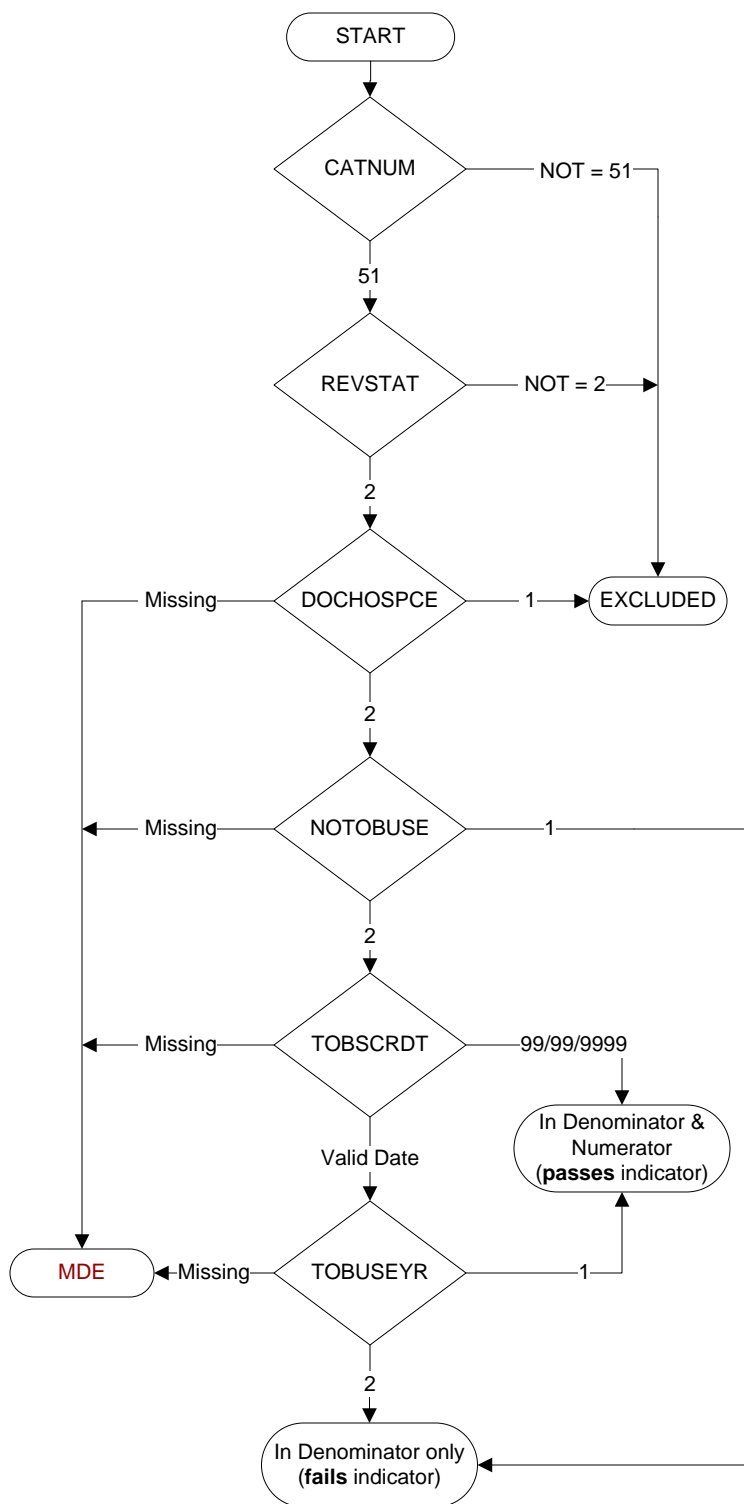 START
CATNUM
NOT = 51
51
REVSTAT
NOT = 2
2
Missing
DOCHOSPCE
1
EXCLUDED
2
Missing
NOTOBUSE
1
2
Missing
TOBSCRDT
99/99/9999
In Denominator &
Numerator
(passes indicator)
Valid Date
MDE
Missing
TOBUSEYR
1
2
In Denominator only
(fails indicator)